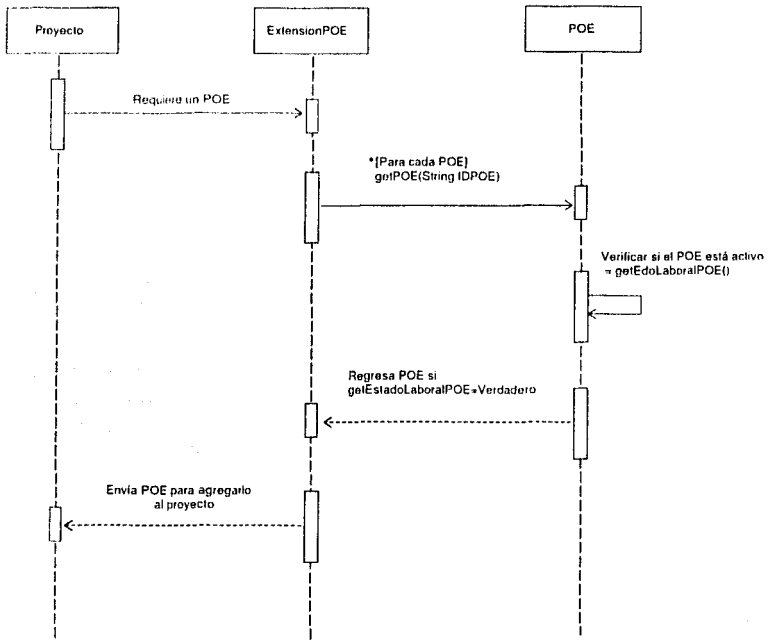 Proyecto
ExtensionPOE
POE
Requiere un POE
*[Para cada POE]
getPOE(String IDPOE)
Verificar si el POE está activo
= getEdoLaboralPOE()
Regresa POE si
getEstadoLaboralPOE=Verdadero
Envía POE para agregarlo
al proyecto